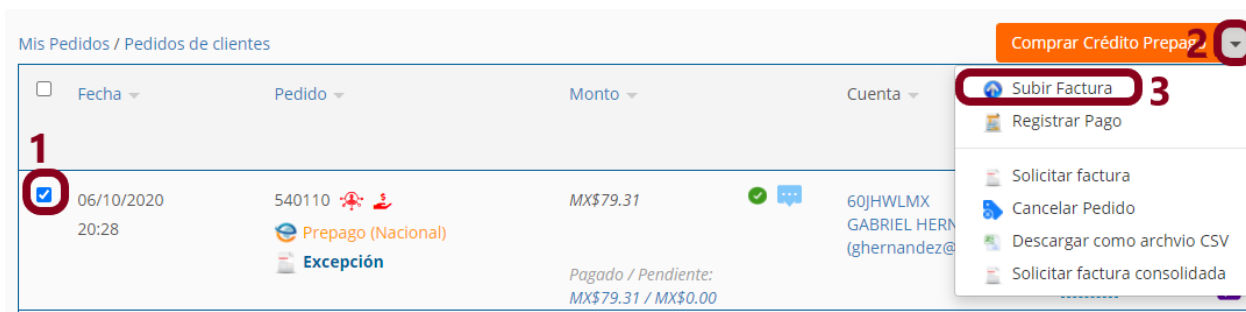 Mis Pedidos / Pedidos de clientes
Comprar Crédito Prepago 2
Fecha
Pedido
Monto
Cuenta
Subir Factura 3
Registrar Pago
1
Solicitar factura
Cancelar Pedido
Descargar como archvio CSV
Solicitar factura consolidada
06/10/2020
20:28
540110
Prepago (Nacional)
Excepción
MX$79.31
Pagado / Pendiente:
MX$79.31 / MX$0.00
60JHWLMX
GABRIEL HERN
(ghernandez@